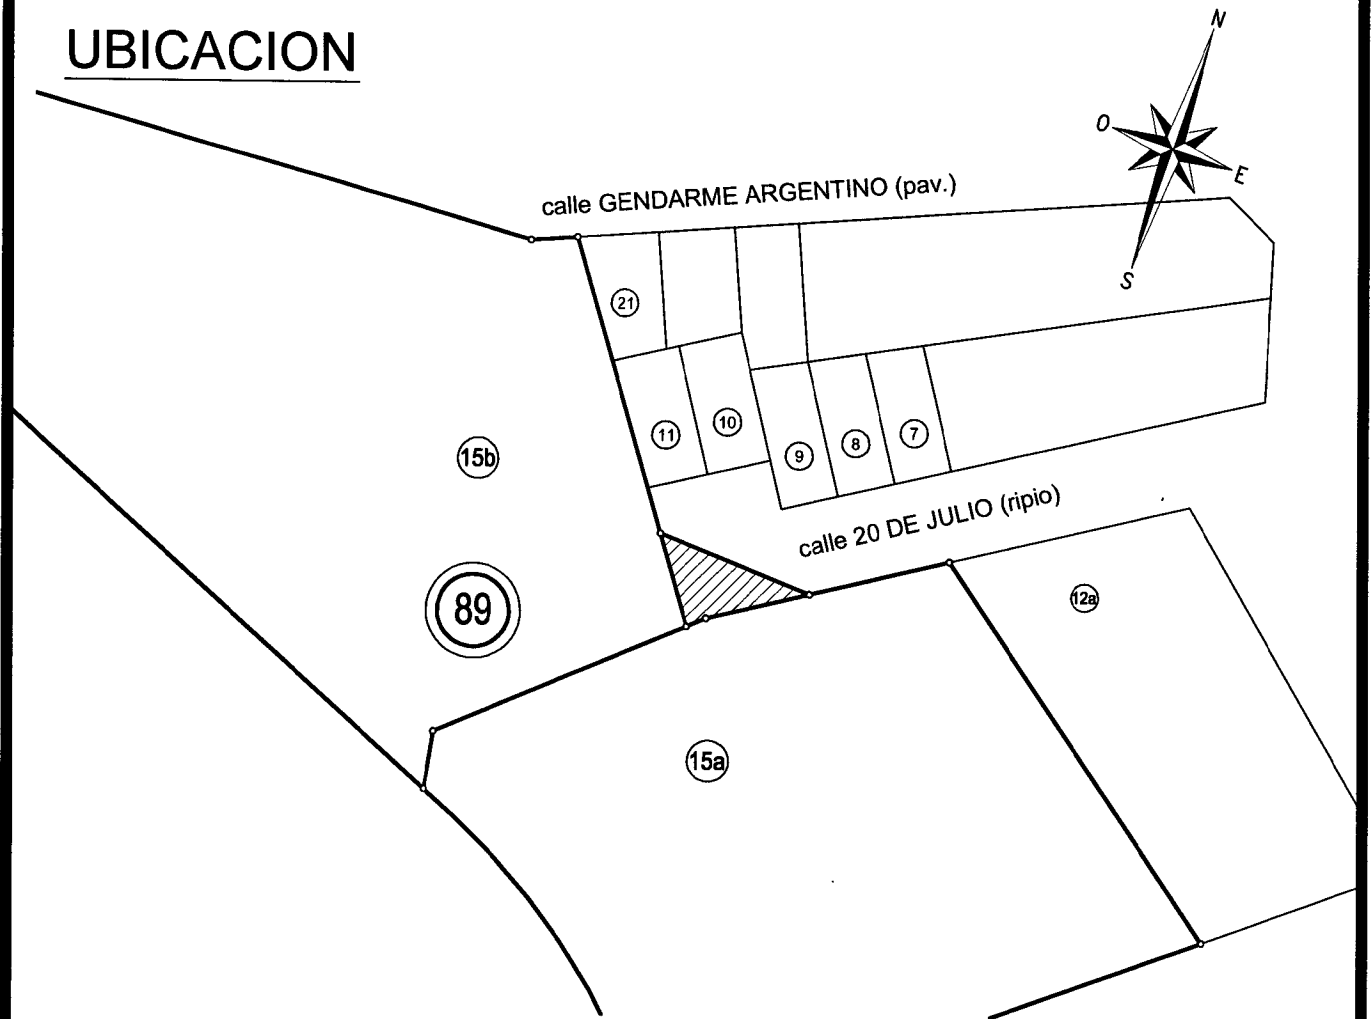 UBICACION
N
O
E
S
calle GENDARME ARGENTINO (pav.)
21
11
10
9
8
7
15b
calle 20 DE JULIO (ripio)
89
12a
15a